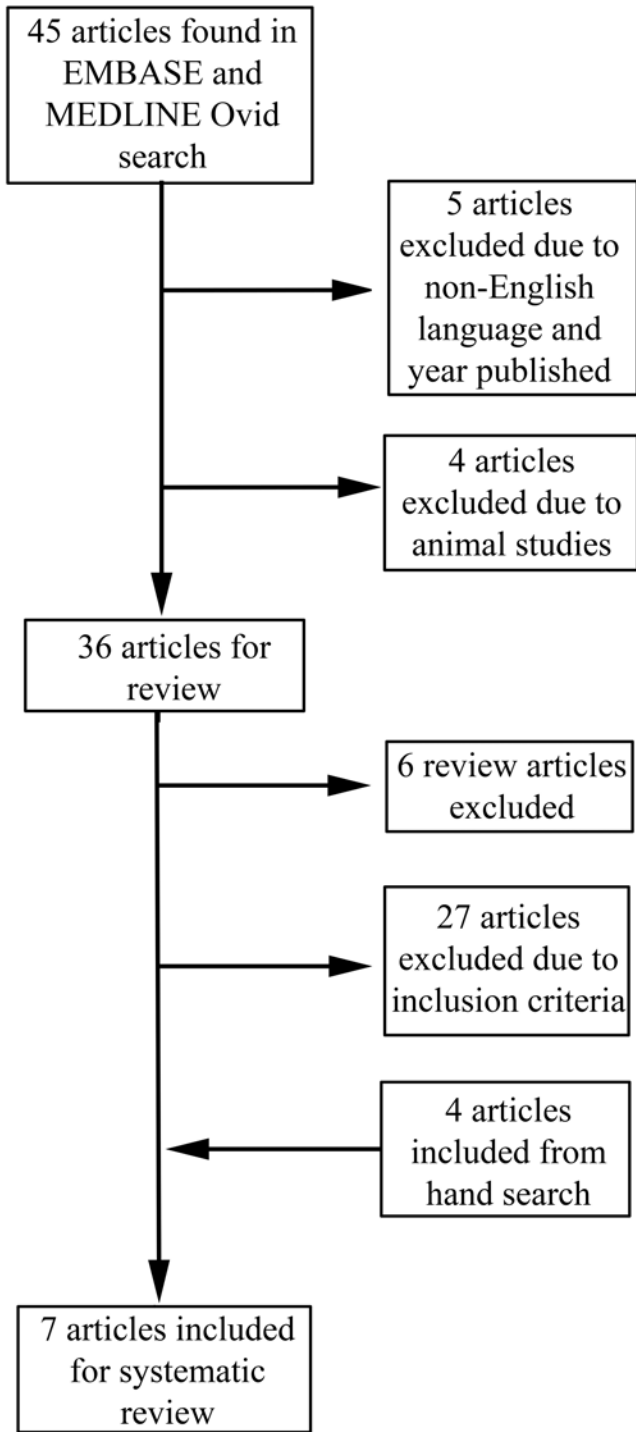 45 articles found in
EMBASE and
MEDLINE Ovid
search
5 articles
excluded due to
non-English
language and
year published
4 articles
excluded due to
animal studies
36 articles for
review
6 review articles
excluded
27 articles
excluded due to
inclusion criteria
4 articles
included from
hand search
7 articles included
for systematic
review